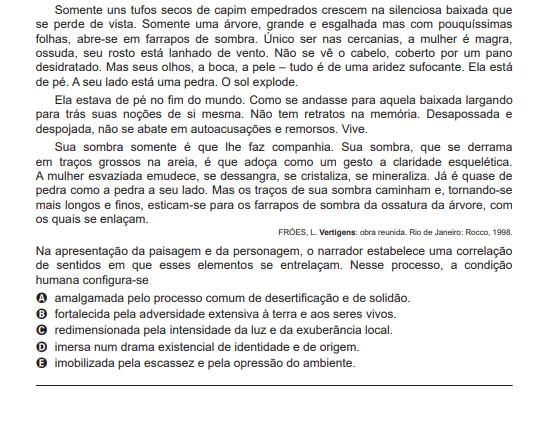 Somente uns tufos secos de capim empedrados crescem na silenciosa baixada que
se perde de vista. Somente uma árvore, grande e esgalhada mas com pouquíssimas
folhas, abre-se em farrapos de sombra. Único ser nas cercanias, a mulher é magra,
ossuda, seu rosto está lanhado de vento. Não se vê o cabelo, coberto por um pano
desidratado. Mas seus olhos, a boca, a pele – tudo é de uma aridez sufocante. Ela está
de pé. A seu lado está uma pedra. O sol explode.
Ela estava de pé no fim do mundo. Como se andasse para aquela baixada largando
para trás suas noções de si mesma. Não tem retratos na memória. Desapossada e
despojada, não se abate em autoacusações e remorsos. Vive.
Sua sombra somente é que lhe faz companhia. Sua sombra, que se derrama
em traços grossos na areia, é que adoça como um gesto a claridade esquelética.
A mulher esvaziada emudece, se dessangra, se cristaliza, se mineraliza. Já é quase de
pedra como a pedra a seu lado. Mas os traços de sua sombra caminham e, tornando-se
mais longos e finos, esticam-se para os farrapos de sombra da ossatura da árvore, com
os quais se enlaçam.
FRÓES, L. Vertigens: obra reunida. Rio de Janeiro: Rocco, 1998.
Na apresentação da paisagem e da personagem, o narrador estabelece uma correlação
de sentidos em que esses elementos se entrelaçam. Nesse processo, a condição
humana configura-se
A amalgamada pelo processo comum de desertificação e de solidão.
B fortalecida pela adversidade extensiva à terra e aos seres vivos.
C redimensionada pela intensidade da luz e da exuberância local.
D imersa num drama existencial de identidade e de origem.
E imobilizada pela escassez e pela opressão do ambiente.